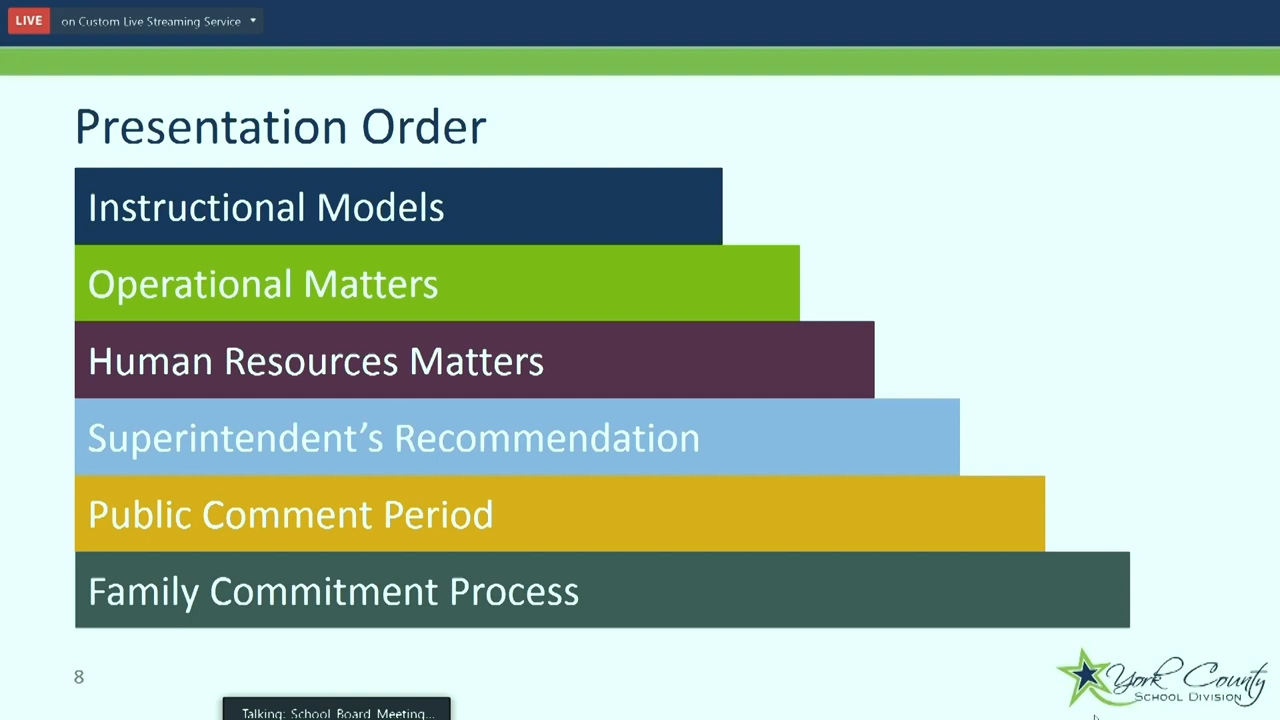 LIVE on Custom Live Streaming Service
Presentation Order
Instructional Models
Operational Matters
Human Resources Matters
Superintendent’s Recommendation
Public Comment Period
Family Commitment Process
8
York County
SCHOOL DIVISION
Talking: School Board Meeting...